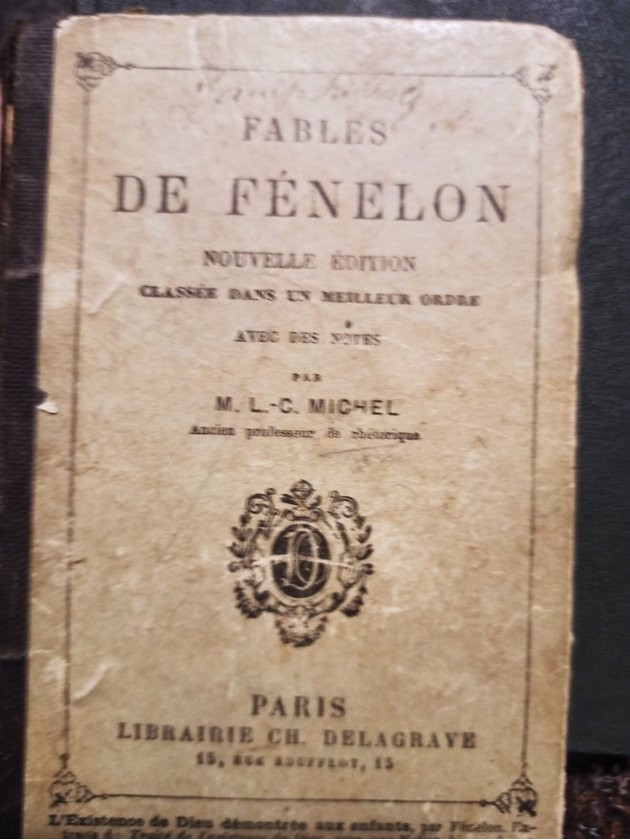 FABLES
DE FÉNELON
NOUVELLE ÉDITION
CLASSÉE DANS UN MEILLEUR ORDRE
AVEC DES NOTES
PAR
M. L.-C. MICHEL
Ancien professeur de rhétorique
PARIS
LIBRAIRIE CH. DELAGRAVE
15, RUE SOUFFLOT, 15
L'Existence de Dieu démontrée aux enfants, par Fénelon. Ex-